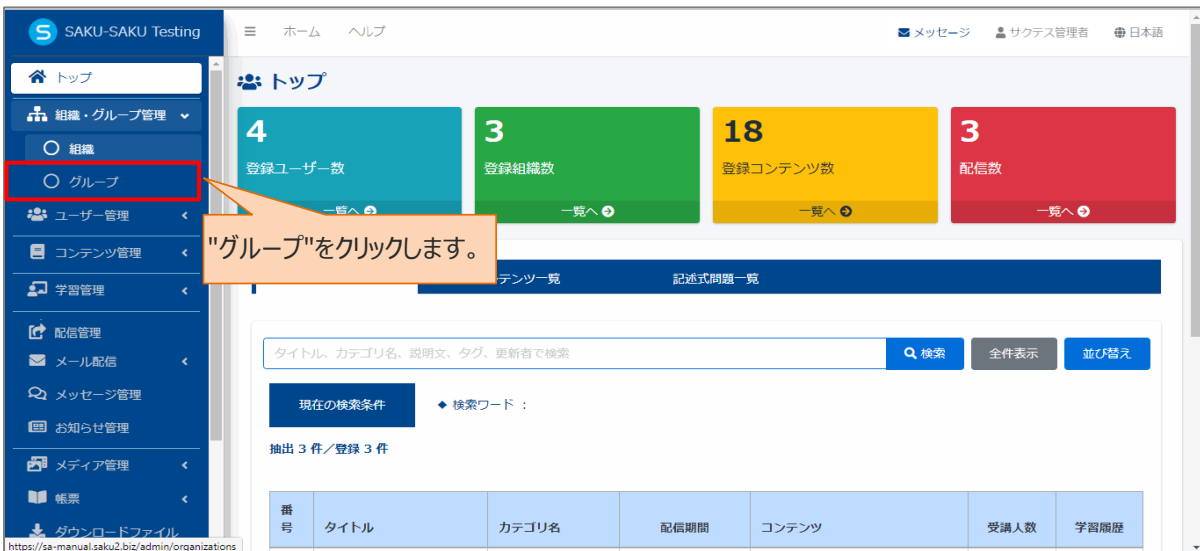 S SAKU-SAKU Testing
ホーム ヘルプ
メッセージ サクテス管理者 日本語
トップ
組織・グループ管理
組織
グループ
ユーザー管理
コンテンツ管理
学習管理
配信管理
メール配信
メッセージ管理
お知らせ管理
メディア管理
帳票
ダウンロードファイル
https://sa-manual.saku2.biz/admin/organizations
トップ
4
登録ユーザー数
一覧へ
3
登録組織数
一覧へ
18
登録コンテンツ数
一覧へ
3
配信数
一覧へ
"グループ"をクリックします。
テンツ一覧 記述式問題一覧
タイトル、カテゴリ名、説明文、タグ、更新者で検索 検索 全件表示 並び替え
現在の検索条件 ◆ 検索ワード :
抽出 3 件/登録 3 件
番号 タイトル カテゴリ名 配信期間 コンテンツ 受講人数 学習履歴